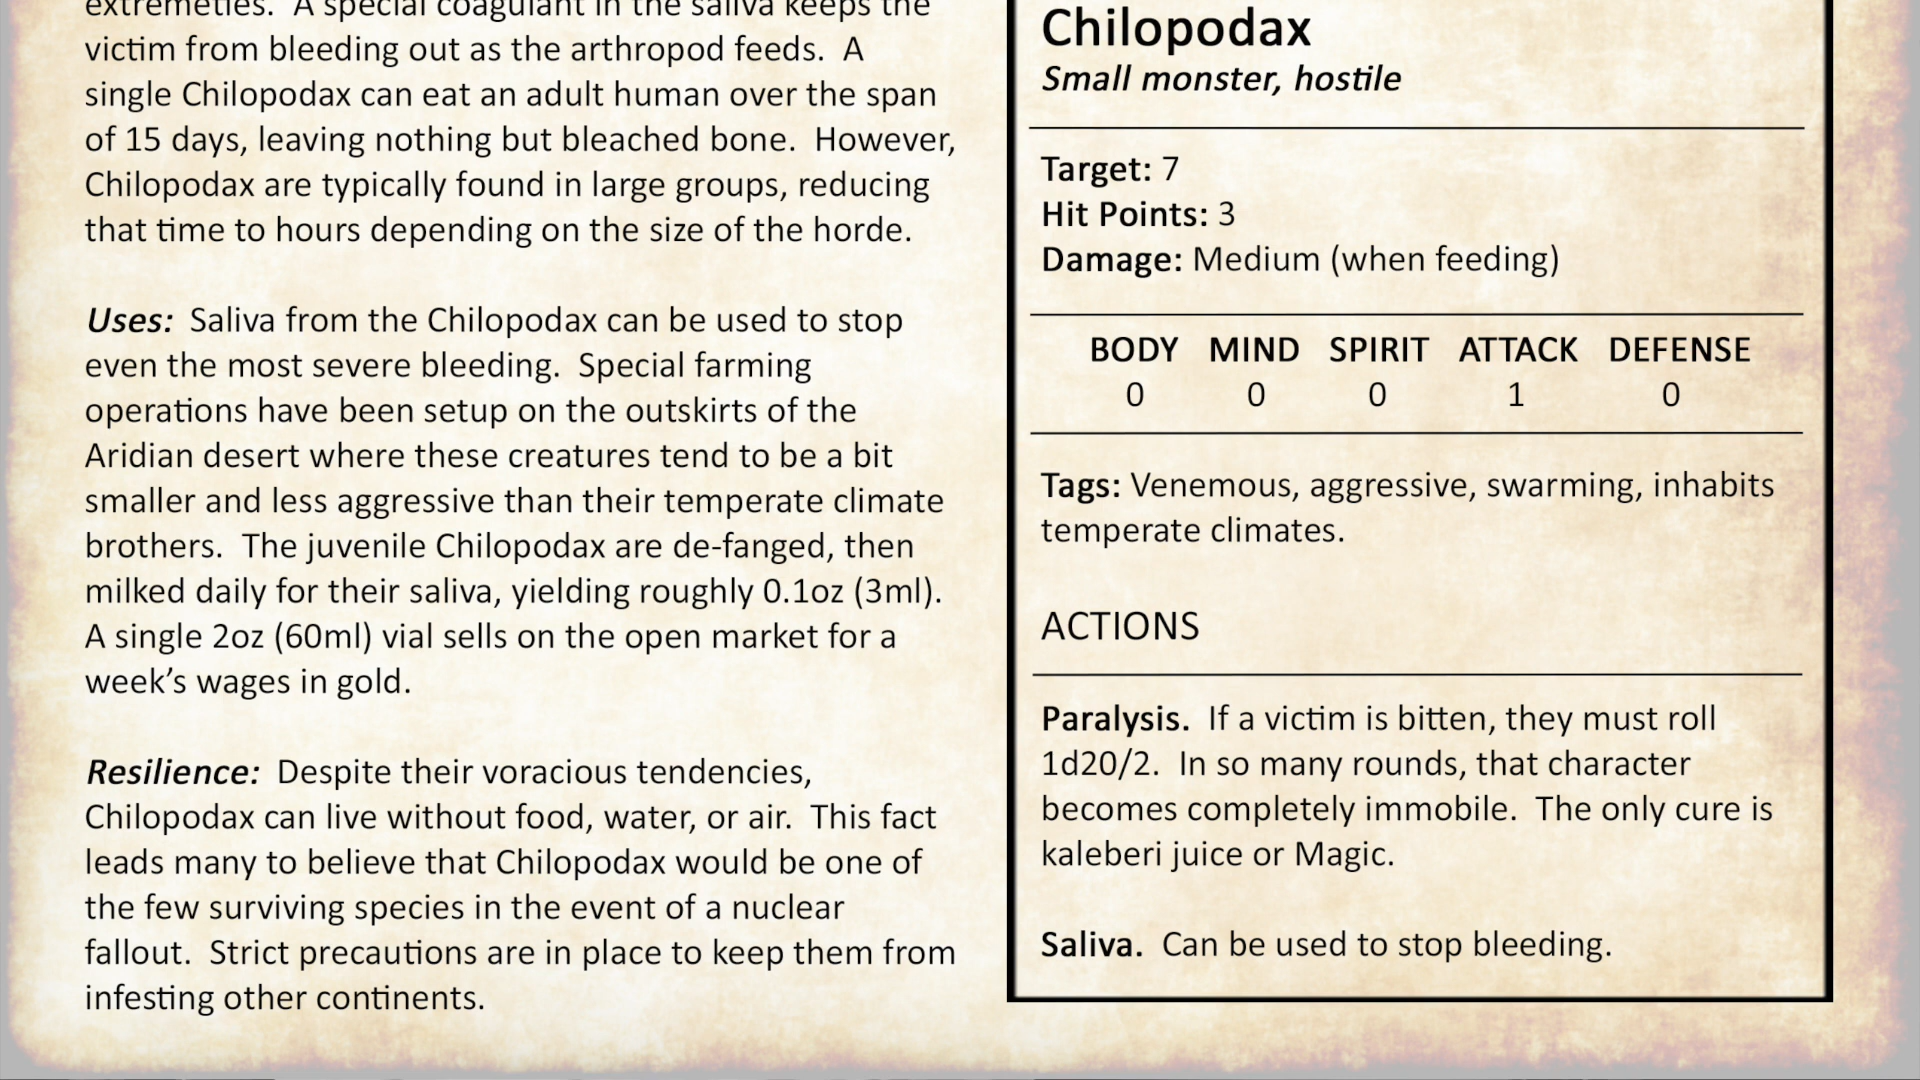 extremeties.  A special coagulant in the saliva keeps the
victim from bleeding out as the arthropod feeds.  A
single Chilopodax can eat an adult human over the span
of 15 days, leaving nothing but bleached bone.  However,
Chilopodax are typically found in large groups, reducing
that time to hours depending on the size of the horde.
Uses:  Saliva from the Chilopodax can be used to stop
even the most severe bleeding.  Special farming
operations have been setup on the outskirts of the
Aridian desert where these creatures tend to be a bit
smaller and less aggressive than their temperate climate
brothers.  The juvenile Chilopodax are de-fanged, then
milked daily for their saliva, yielding roughly 0.1oz (3ml).
A single 2oz (60ml) vial sells on the open market for a
week’s wages in gold.
Resilience:  Despite their voracious tendencies,
Chilopodax can live without food, water, or air.  This fact
leads many to believe that Chilopodax would be one of
the few surviving species in the event of a nuclear
fallout.  Strict precautions are in place to keep them from
infesting other continents.
Chilopodax
Small monster, hostile
Target: 7
Hit Points: 3
Damage: Medium (when feeding)
BODY MIND SPIRIT ATTACK DEFENSE
0 0 0 1 0
Tags: Venemous, aggressive, swarming, inhabits
temperate climates.
ACTIONS
Paralysis.  If a victim is bitten, they must roll
1d20/2.  In so many rounds, that character
becomes completely immobile.  The only cure is
kaleberi juice or Magic.
Saliva.  Can be used to stop bleeding.